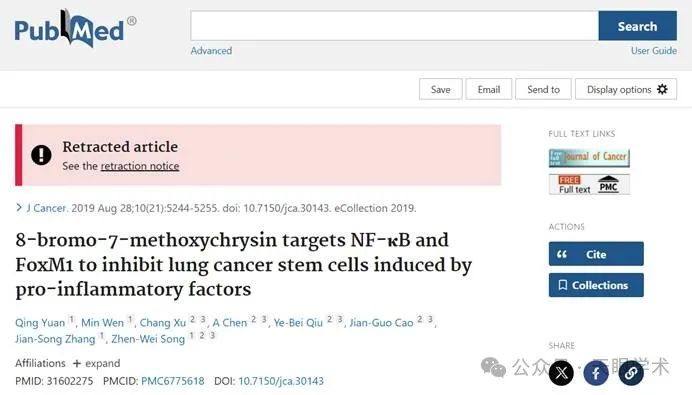 PubMed®
Search
Advanced
User Guide
Save
Email
Send to
Display options
Retracted article
See the retraction notice
FULL TEXT LINKS
Journal of Cancer
FREE Full text PMC
> J Cancer. 2019 Aug 28;10(21):5244-5255. doi: 10.7150/jca.30143. eCollection 2019.
8-bromo-7-methoxychrysin targets NF-κB and
FoxM1 to inhibit lung cancer stem cells induced by
pro-inflammatory factors
Qing Yuan 1, Min Wen 1, Chang Xu 2 3, A Chen 2 3, Ye-Bei Qiu 2 3, Jian-Guo Cao 2 3,
Jian-Song Zhang 1, Zhen-Wei Song 1 2 3
Affiliations + expand
PMID: 31602275 PMCID: PMC6775618 DOI: 10.7150/jca.30143
ACTIONS
Cite
Collections
SHARE
公众号 · 天眼学术